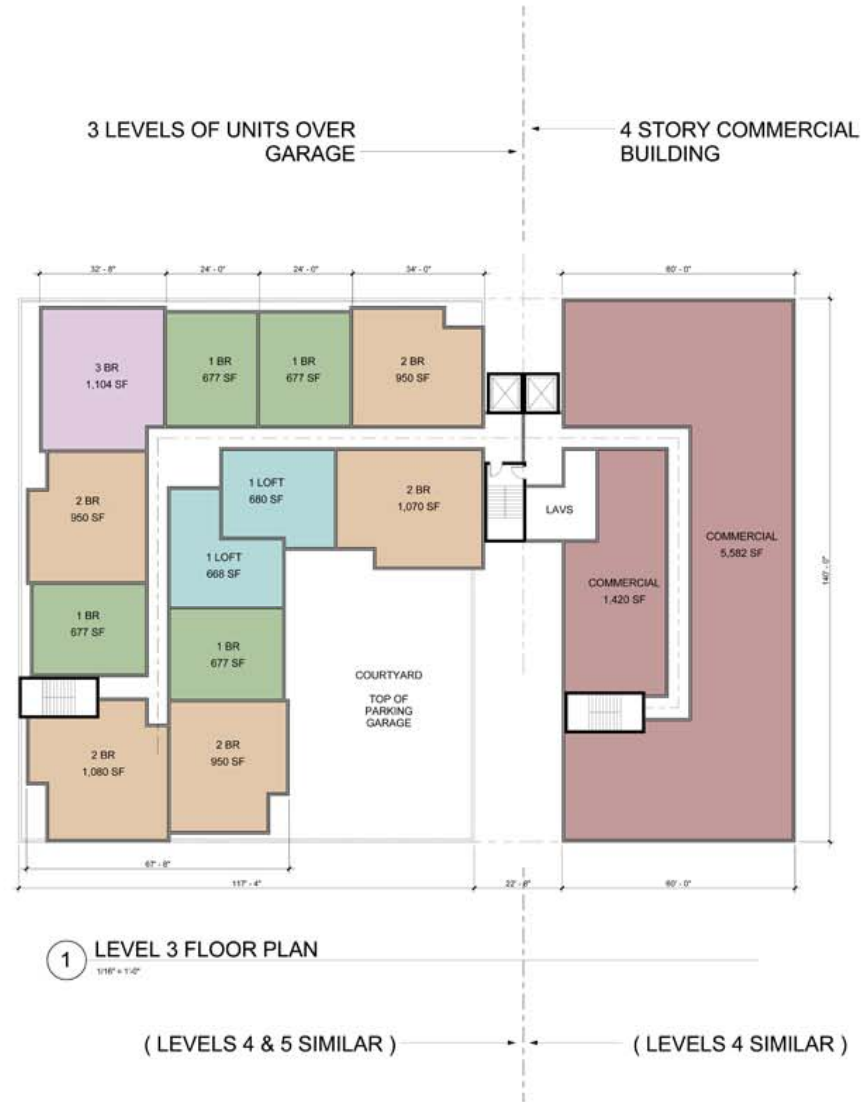 3 LEVELS OF UNITS OVER
GARAGE
4 STORY COMMERCIAL
BUILDING
32' - 8"
24' - 0"
24' - 0"
34' - 0"
60' - 0"
3 BR
1,104 SF
1 BR
677 SF
1 BR
677 SF
2 BR
950 SF
2 BR
950 SF
1 LOFT
680 SF
2 BR
1,070 SF
LAVS
COMMERCIAL
5,582 SF
140' - 0"
1 LOFT
668 SF
COMMERCIAL
1,420 SF
1 BR
677 SF
1 BR
677 SF
COURTYARD
TOP OF
PARKING
GARAGE
2 BR
1,080 SF
2 BR
950 SF
67' - 8"
117' - 4"
22' - 8"
60' - 0"
1
LEVEL 3 FLOOR PLAN
1/16" = 1'-0"
( LEVELS 4 & 5 SIMILAR )
( LEVELS 4 SIMILAR )